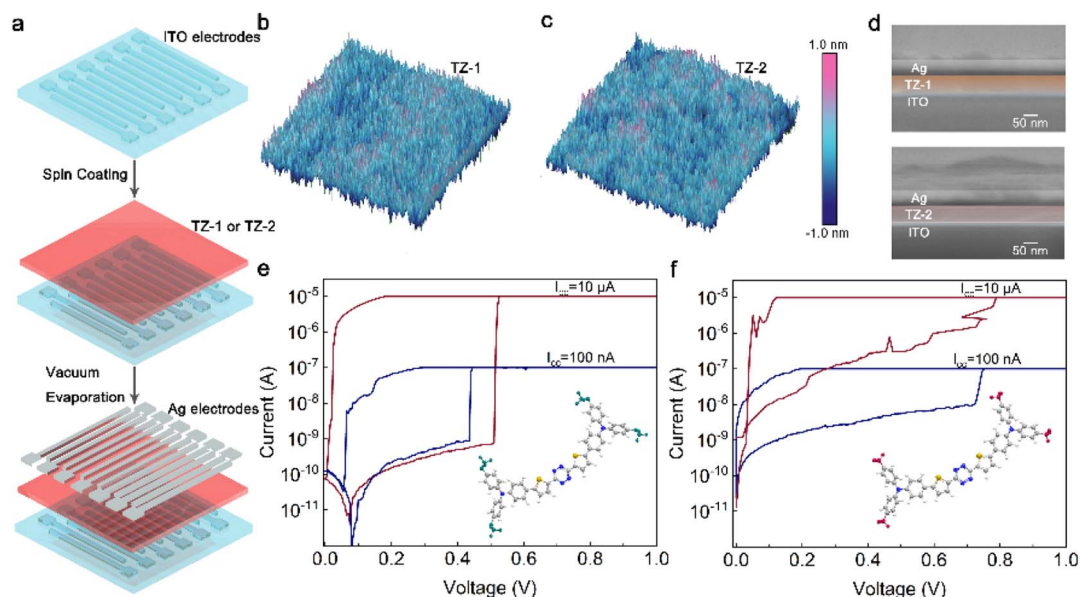 a
ITO electrodes
Spin Coating
TZ-1 or TZ-2
Vacuum
Evaporation
Ag electrodes
b
TZ-1
c
TZ-2
1.0 nm
-1.0 nm
d
Ag
TZ-1
ITO
50 nm
Ag
TZ-2
ITO
50 nm
e
=10 μA
I_cc=100 nA
10⁻⁵
10⁻⁶
10⁻⁷
10⁻⁸
10⁻⁹
10⁻¹⁰
10⁻¹¹
Current (A)
0.0 0.2 0.4 0.6 0.8 1.0
Voltage (V)
f
=10 μA
I_cc=100 nA
10⁻⁵
10⁻⁶
10⁻⁷
10⁻⁸
10⁻⁹
10⁻¹⁰
10⁻¹¹
Current (A)
0.0 0.2 0.4 0.6 0.8 1.0
Voltage (V)